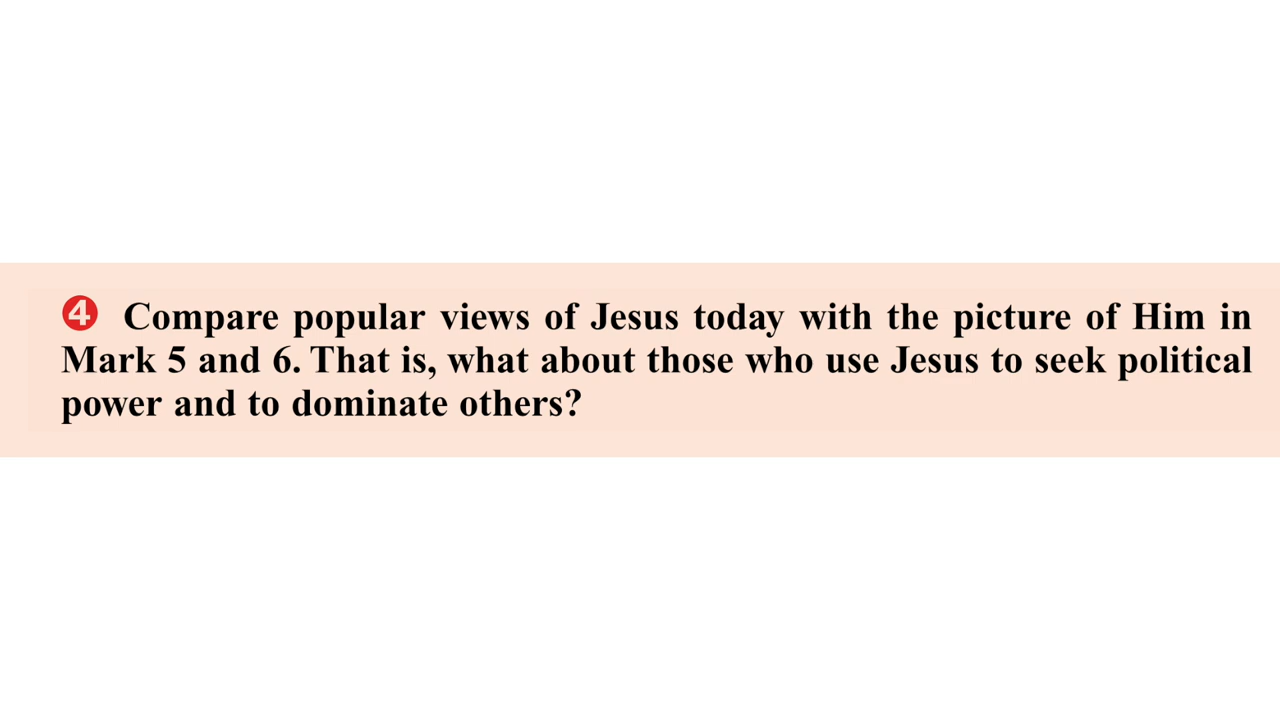 4 Compare popular views of Jesus today with the picture of Him in
Mark 5 and 6. That is, what about those who use Jesus to seek political
power and to dominate others?